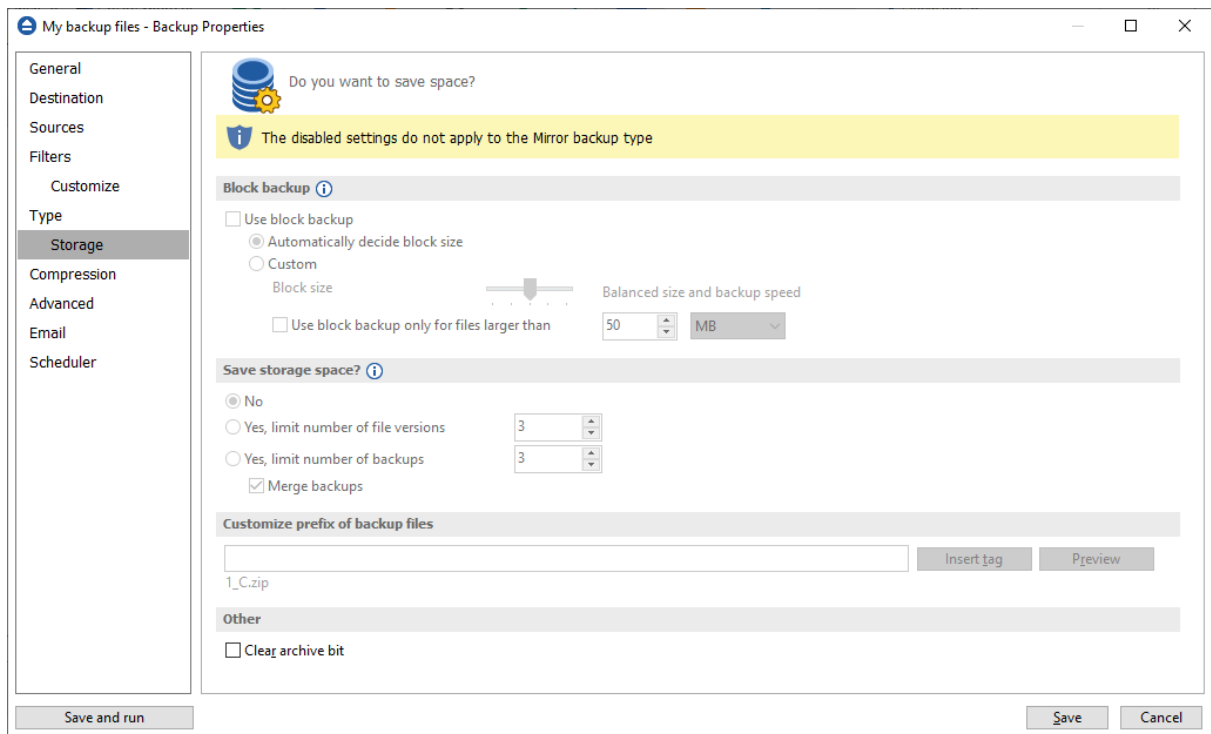 My backup files - Backup Properties
General
Destination
Sources
Filters
Customize
Type
Storage
Compression
Advanced
Email
Scheduler
Do you want to save space?
The disabled settings do not apply to the Mirror backup type
Block backup
Use block backup
Automatically decide block size
Custom
Block size
Balanced size and backup speed
Use block backup only for files larger than 50 MB
Save storage space?
No
Yes, limit number of file versions 3
Yes, limit number of backups 3
Merge backups
Customize prefix of backup files
Insert tag Preview
1_C.zip
Other
Clear archive bit
Save and run Save Cancel